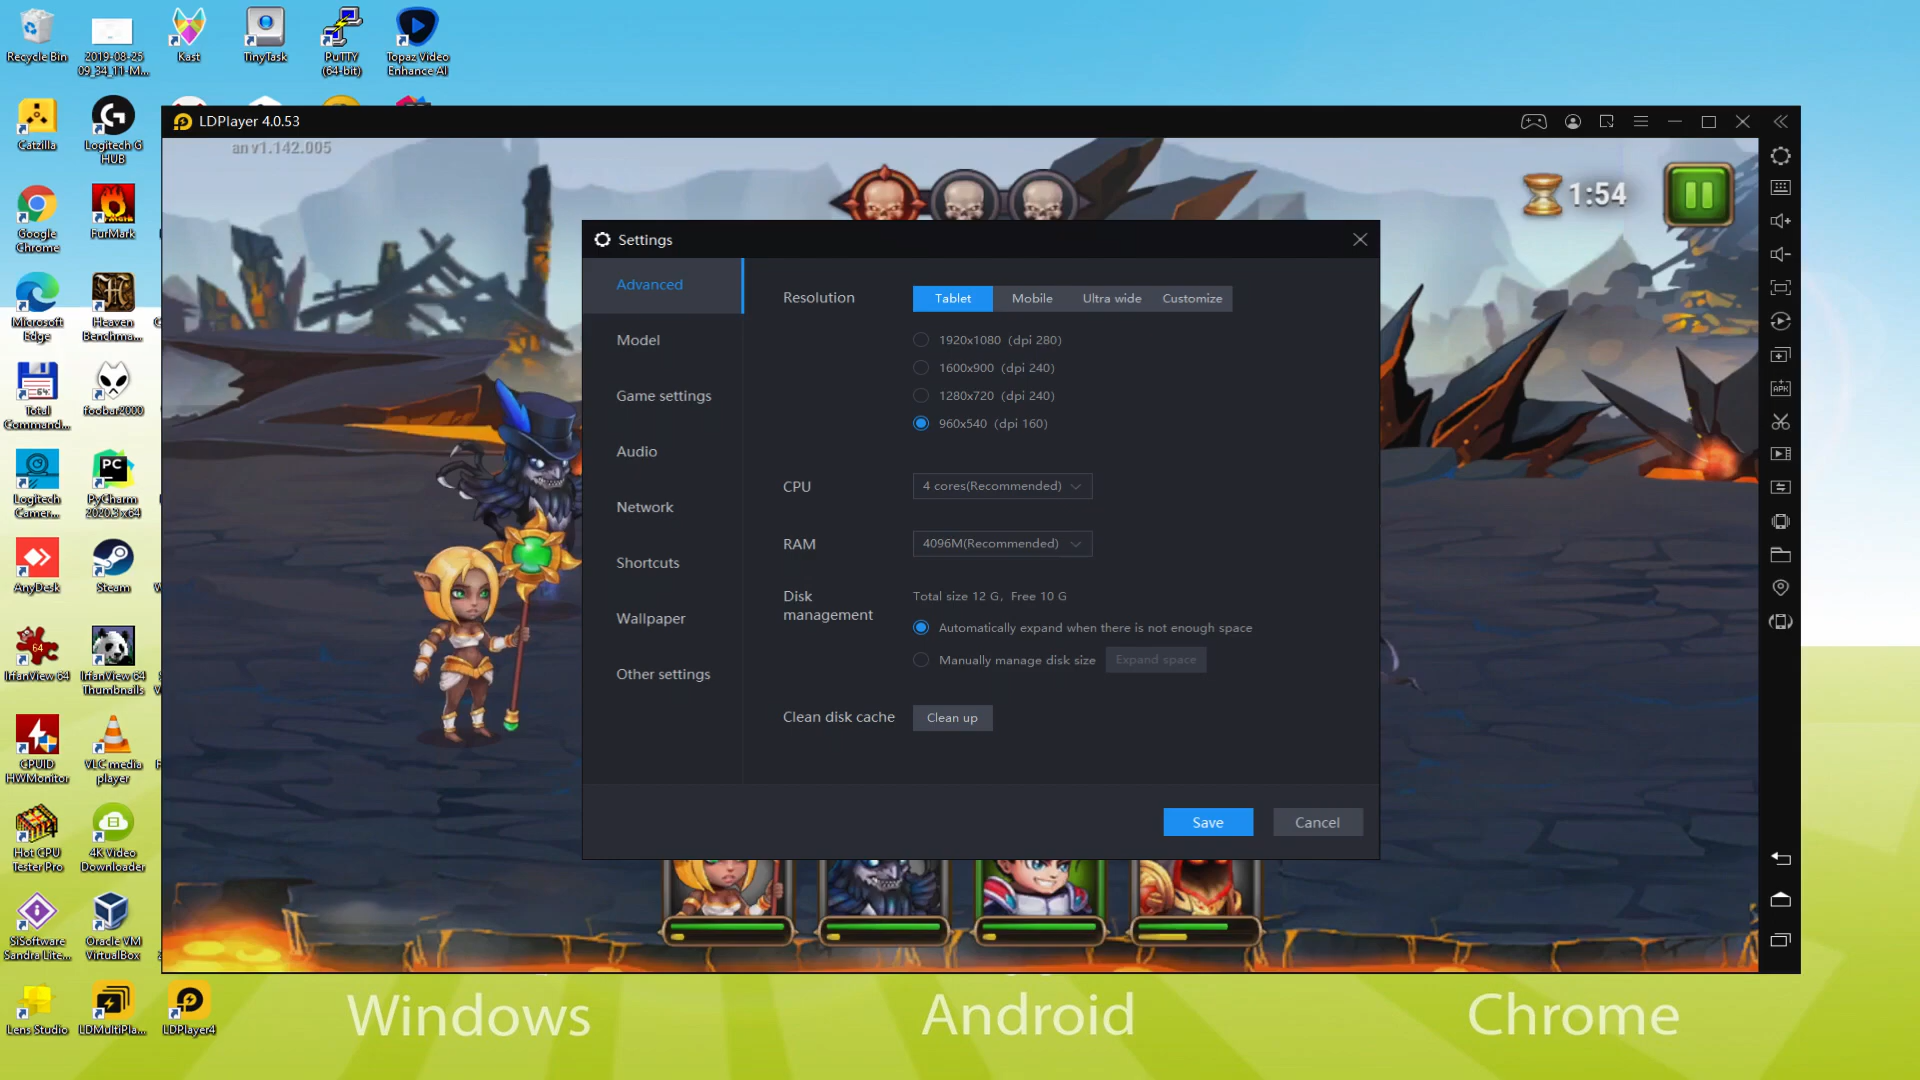 Recycle Bin
2019-08-25
09_34_11-M...
Kast
TinyTask
PuTTY
(64-bit)
Topaz Video
Enhance AI
Catzilla
Logitech G
HUB
LDPlayer 4.0.53
an v1.142.005
1:54
Google
Chrome
FurMark
Settings
Advanced
Model
Game settings
Audio
Network
Shortcuts
Wallpaper
Other settings
Resolution
Tablet
Mobile
Ultra wide
Customize
1920x1080 (dpi 280)
1600x900 (dpi 240)
1280x720 (dpi 240)
960x540 (dpi 160)
CPU
4 cores(Recommended)
RAM
4096M(Recommended)
Disk
management
Total size 12 G, Free 10 G
Automatically expand when there is not enough space
Manually manage disk size
Expand space
Clean disk cache
Clean up
Save
Cancel
APK
Microsoft
Edge
Heaven
Benchma...
64
Total
Command...
foobar2000
PC
Logitech
Camer...
PyCharm
2020.3 x64
AnyDesk
Steam
64
IrfanView 64
IrfanView 64
Thumbnails
CPUID
HWMonitor
VLC media
player
4
Hot CPU
Tester Pro
4K Video
Downloader
SiSoftware
Sandra Lite...
Oracle VM
VirtualBox
Lens Studio
LDMultiPla...
LDPlayer4
Windows
Android
Chrome